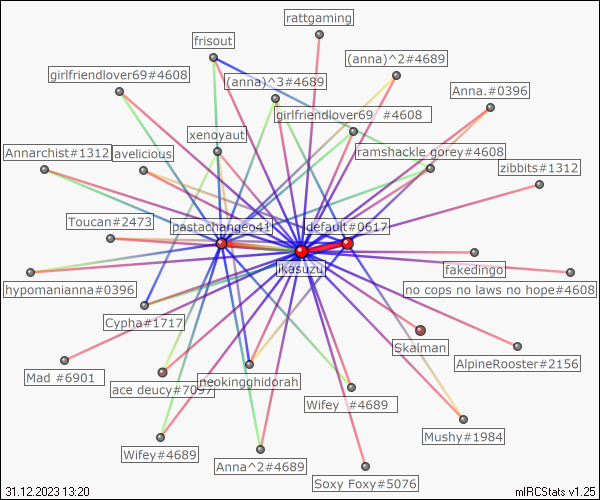 rattgaming
frisout
(anna)^2#4689
girlfriendlover69#4608
(anna)^3#4689
Anna.#0396
girlfriendlover69 #4608
xenoyaut
Annarchist#1312
avelicious
ramshackle gorey#4608
zibbits#1312
Toucan#2473
pastachangeo41
default#0617
ikasuzu
fakedingo
hypomanianna#0396
no cops no laws no hope#4608
Cypha#1717
Skalman
AlpineRooster#2156
Mad #6901
ace deucy#7097
neokingghidorah
Wifey #4689
Mushy#1984
Wifey#4689
Anna^2#4689
Soxy Foxy#5076
31.12.2023 13:20
mIRCStats v1.25